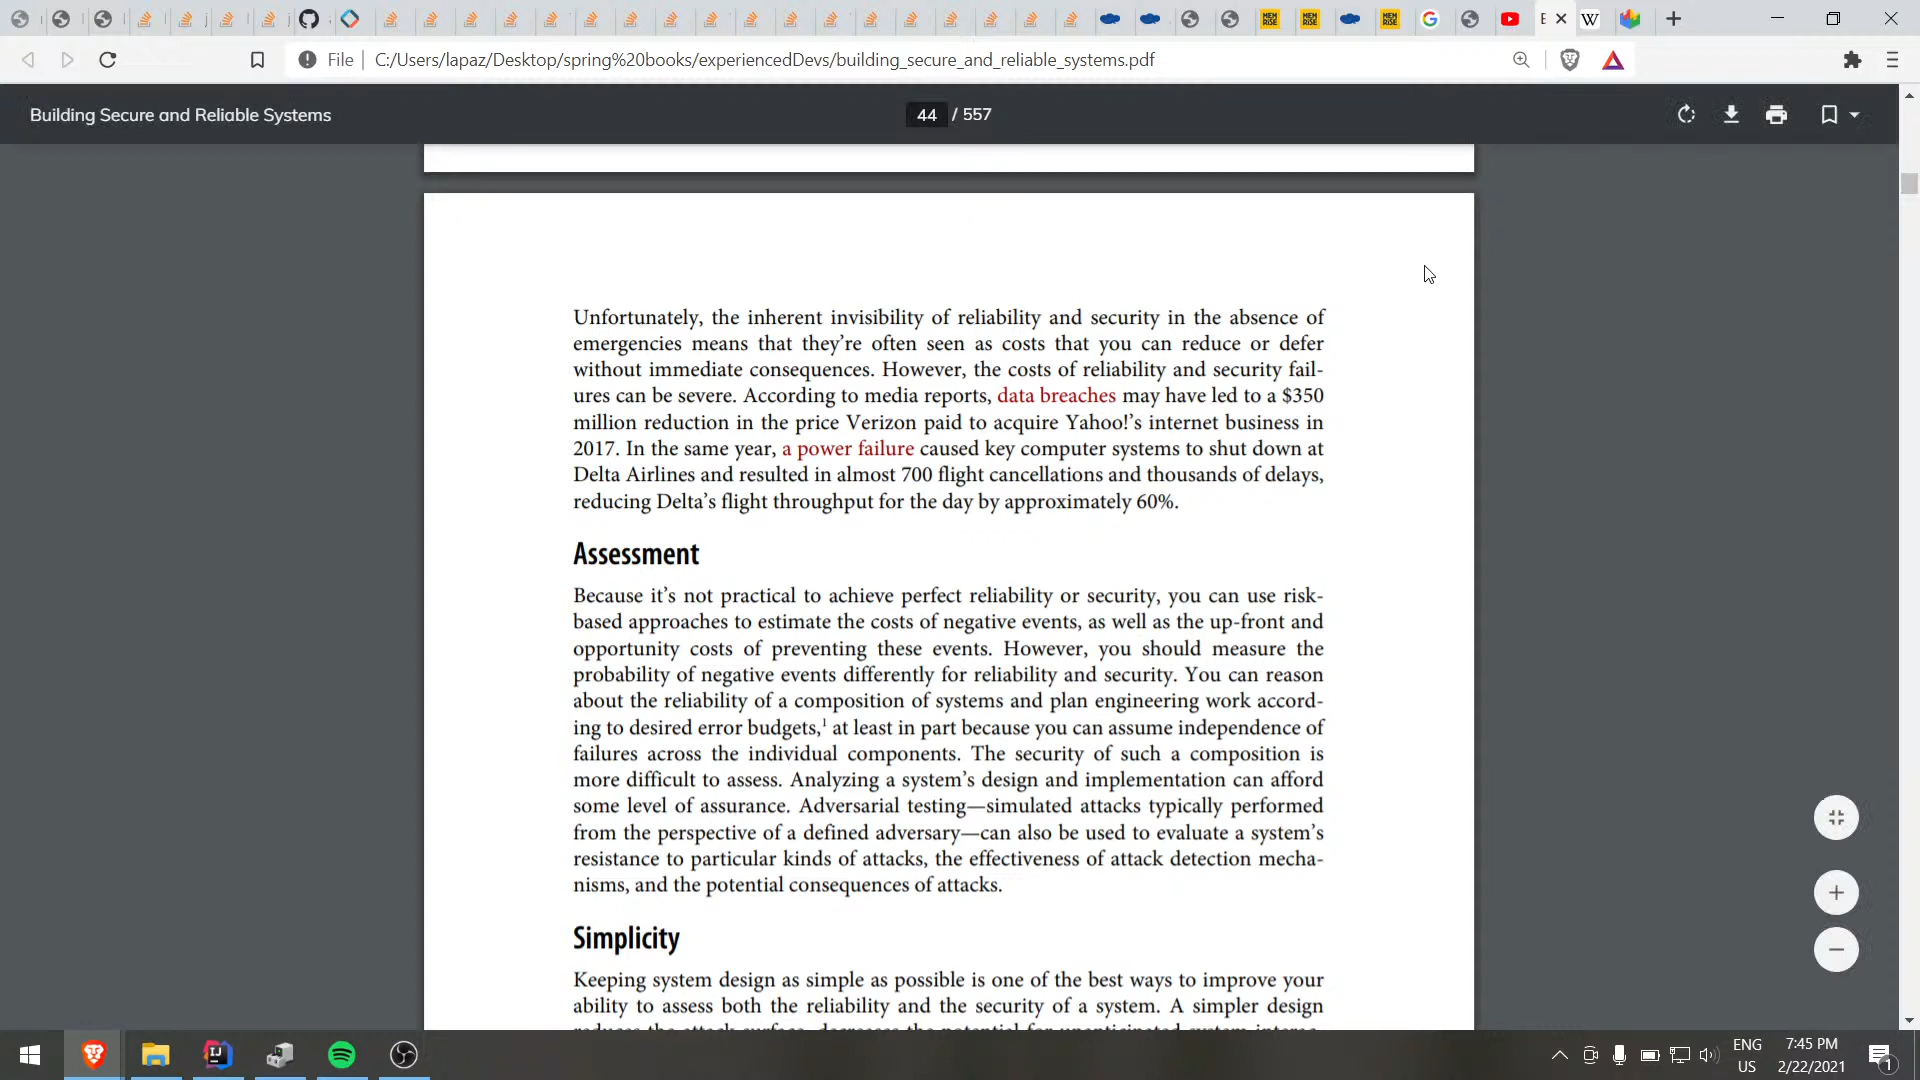 File
C:/Users/lapaz/Desktop/spring%20books/experiencedDevs/building_secure_and_reliable_systems.pdf
Building Secure and Reliable Systems
44 / 557
Unfortunately, the inherent invisibility of reliability and security in the absence of
emergencies means that they're often seen as costs that you can reduce or defer
without immediate consequences. However, the costs of reliability and security fail-
ures can be severe. According to media reports, data breaches may have led to a $350
million reduction in the price Verizon paid to acquire Yahoo!'s internet business in
2017. In the same year, a power failure caused key computer systems to shut down at
Delta Airlines and resulted in almost 700 flight cancellations and thousands of delays,
reducing Delta's flight throughput for the day by approximately 60%.
Assessment
Because it's not practical to achieve perfect reliability or security, you can use risk-
based approaches to estimate the costs of negative events, as well as the up-front and
opportunity costs of preventing these events. However, you should measure the
probability of negative events differently for reliability and security. You can reason
about the reliability of a composition of systems and plan engineering work accord-
ing to desired error budgets,¹ at least in part because you can assume independence of
failures across the individual components. The security of such a composition is
more difficult to assess. Analyzing a system's design and implementation can afford
some level of assurance. Adversarial testing—simulated attacks typically performed
from the perspective of a defined adversary—can also be used to evaluate a system's
resistance to particular kinds of attacks, the effectiveness of attack detection mecha-
nisms, and the potential consequences of attacks.
Simplicity
Keeping system design as simple as possible is one of the best ways to improve your
ability to assess both the reliability and the security of a system. A simpler design
ENG
US
7:45 PM
2/22/2021
1